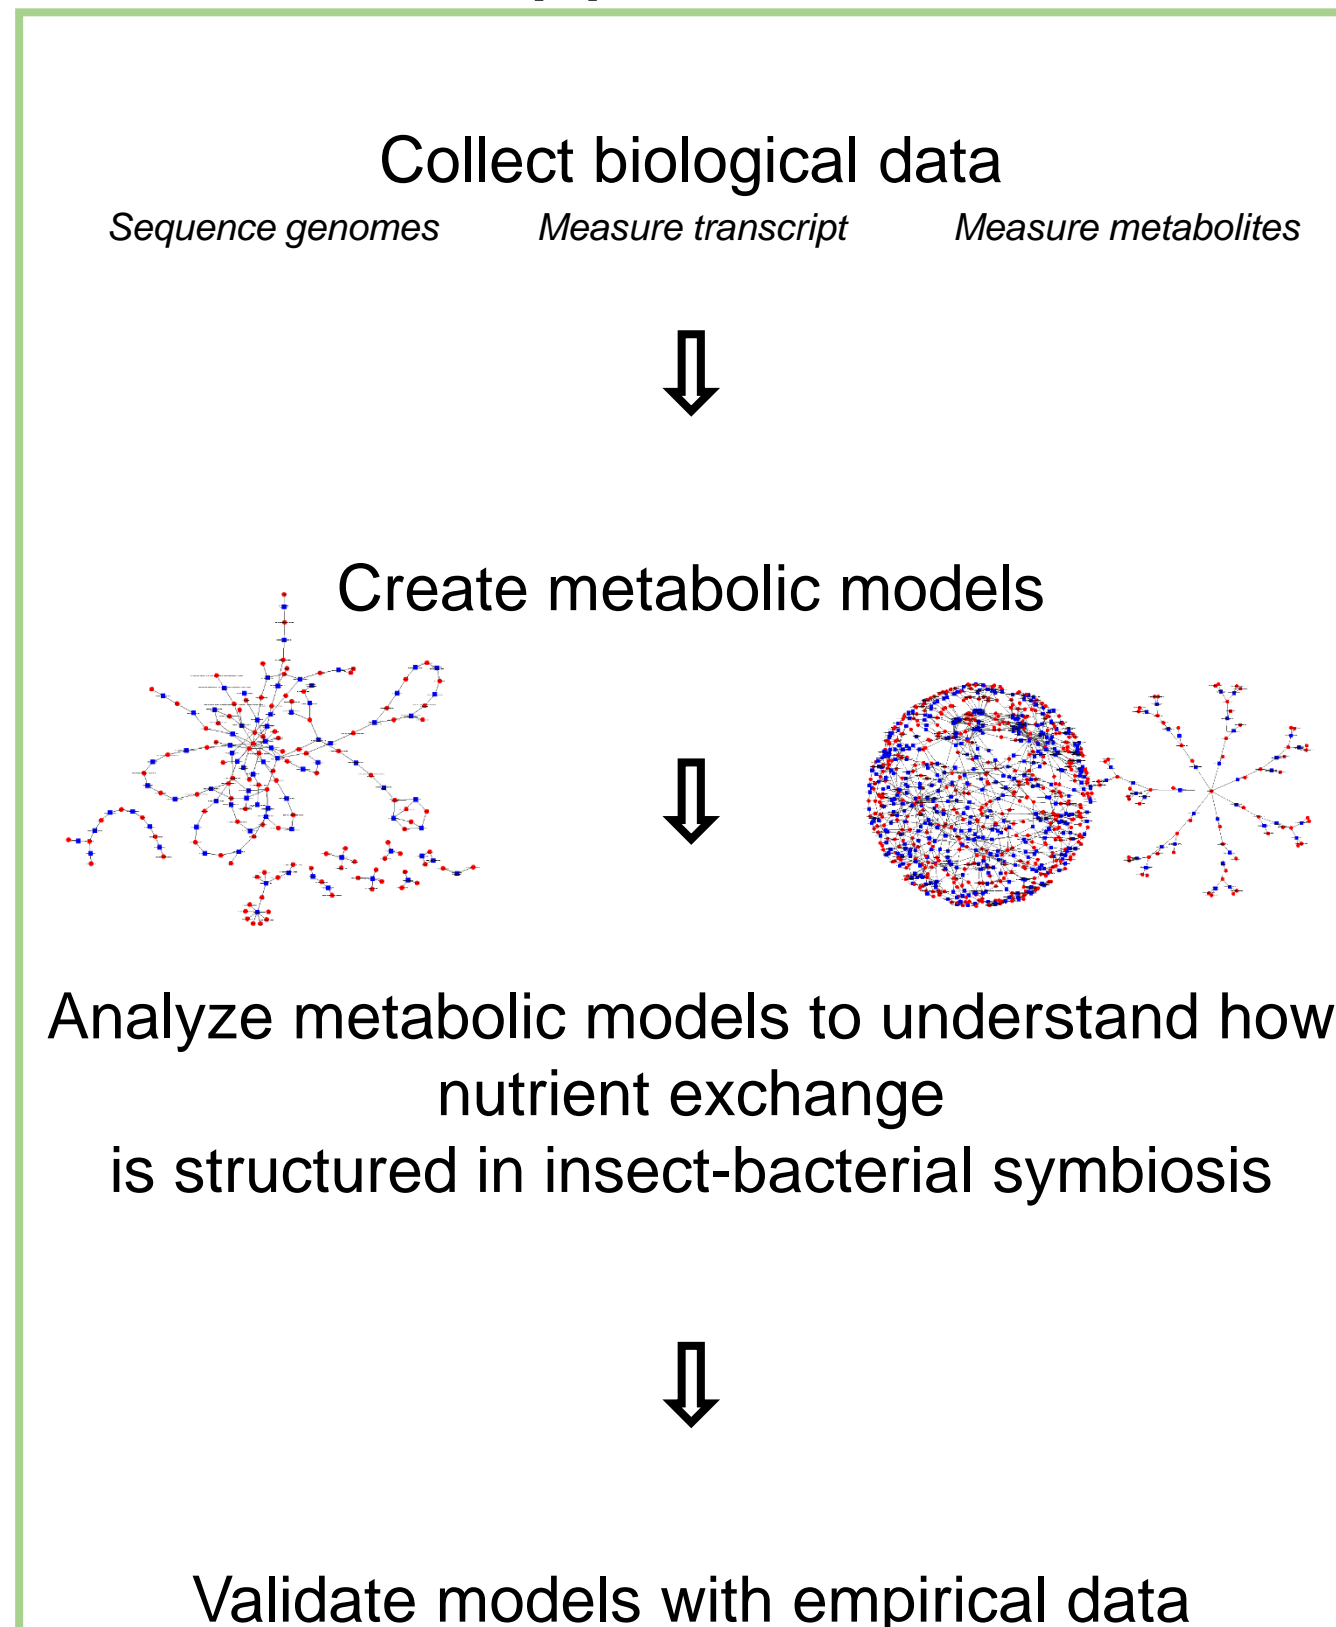 Collect biological data
Sequence genomes Measure transcript Measure metabolites
Create metabolic models
Analyze metabolic models to understand how
nutrient exchange
is structured in insect-bacterial symbiosis
Validate models with empirical data